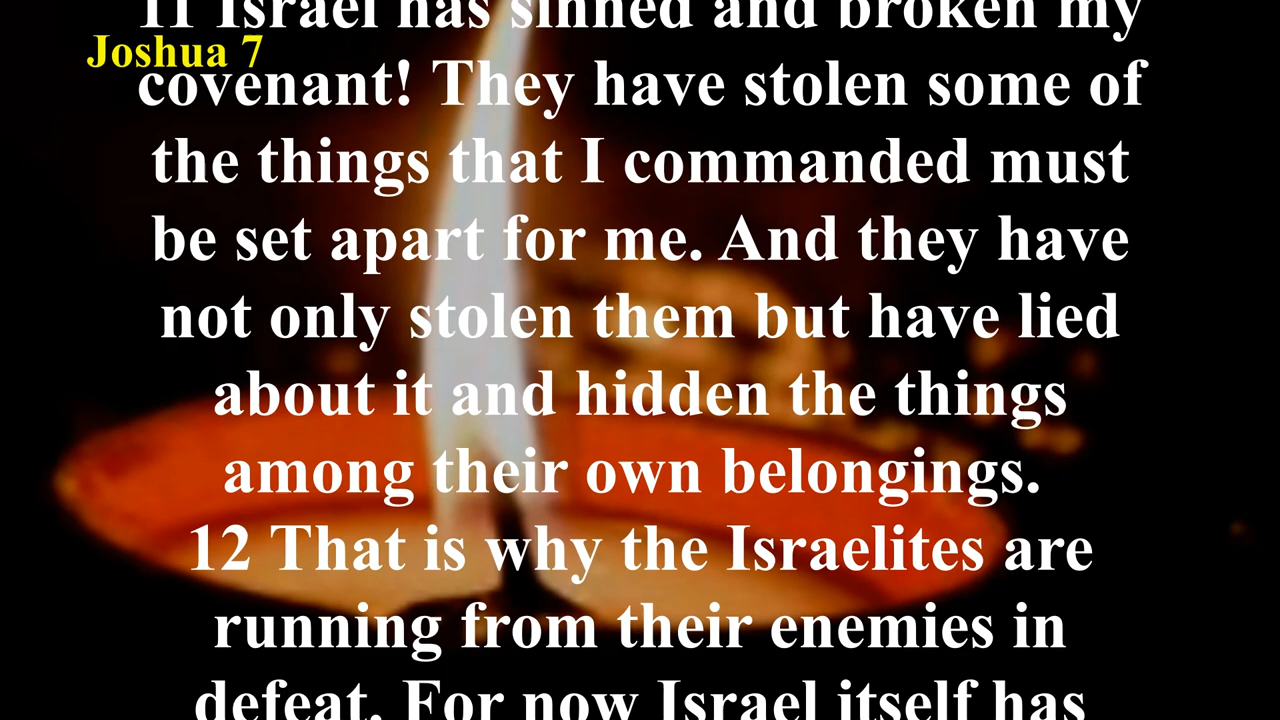 11 Israel has sinned and broken my
Joshua 7
covenant! They have stolen some of
the things that I commanded must
be set apart for me. And they have
not only stolen them but have lied
about it and hidden the things
among their own belongings.
12 That is why the Israelites are
running from their enemies in
defeat. For now Israel itself has